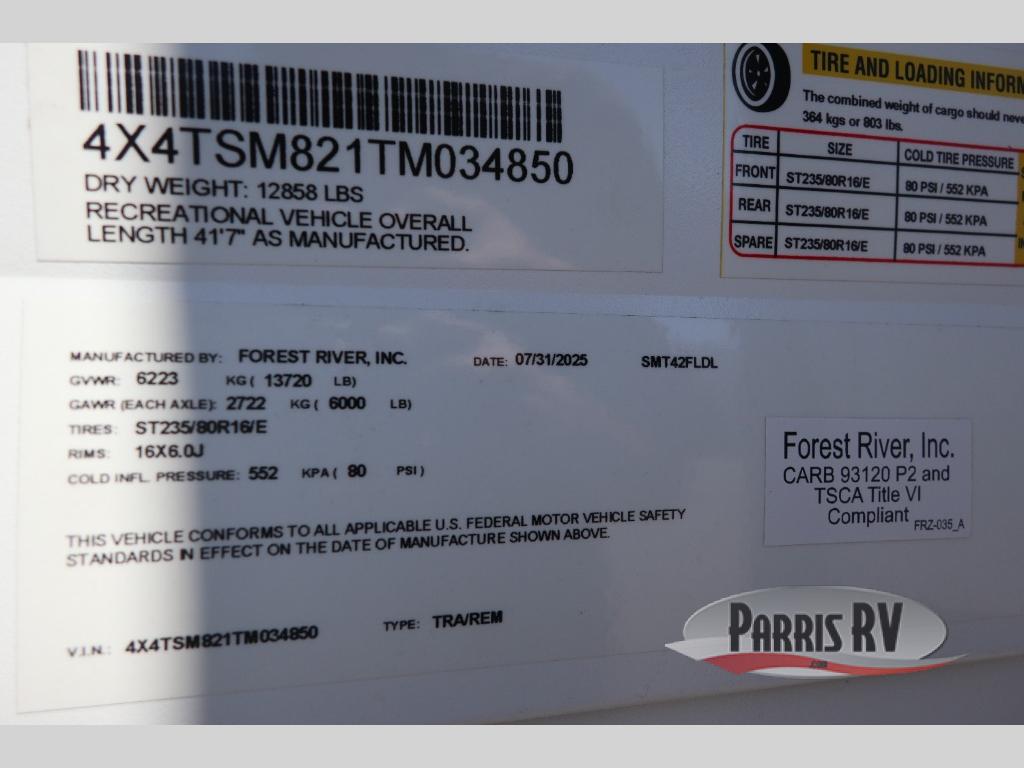 4X4TSM821TM034850
DRY WEIGHT: 12858 LBS
RECREATIONAL VEHICLE OVERALL
LENGTH 41'7" AS MANUFACTURED.
TIRE AND LOADING INFORM
The combined weight of cargo should neve
364 kgs or 803 lbs.
TIRE SIZE COLD TIRE PRESSURE
FRONT ST235/80R16/E 80 PSI / 552 KPA
REAR ST235/80R16/E 80 PSI / 552 KPA
SPARE ST235/80R16/E 80 PSI / 552 KPA
MANUFACTURED BY: FOREST RIVER, INC. DATE: 07/31/2025 SMT42FLDL
GVWR: 6223 KG ( 13720 LB)
GAWR (EACH AXLE): 2722 KG ( 6000 LB)
TIRES: ST235/80R16/E
RIMS: 16X6.0J
COLD INFL. PRESSURE: 552 KPA ( 80 PSI )
THIS VEHICLE CONFORMS TO ALL APPLICABLE U.S. FEDERAL MOTOR VEHICLE SAFETY
STANDARDS IN EFFECT ON THE DATE OF MANUFACTURE SHOWN ABOVE.
V.I.N.: 4X4TSM821TM034850 TYPE: TRA/REM
Forest River, Inc.
CARB 93120 P2 and
TSCA Title VI
Compliant FRZ-035_A
PARRIS RV
.com